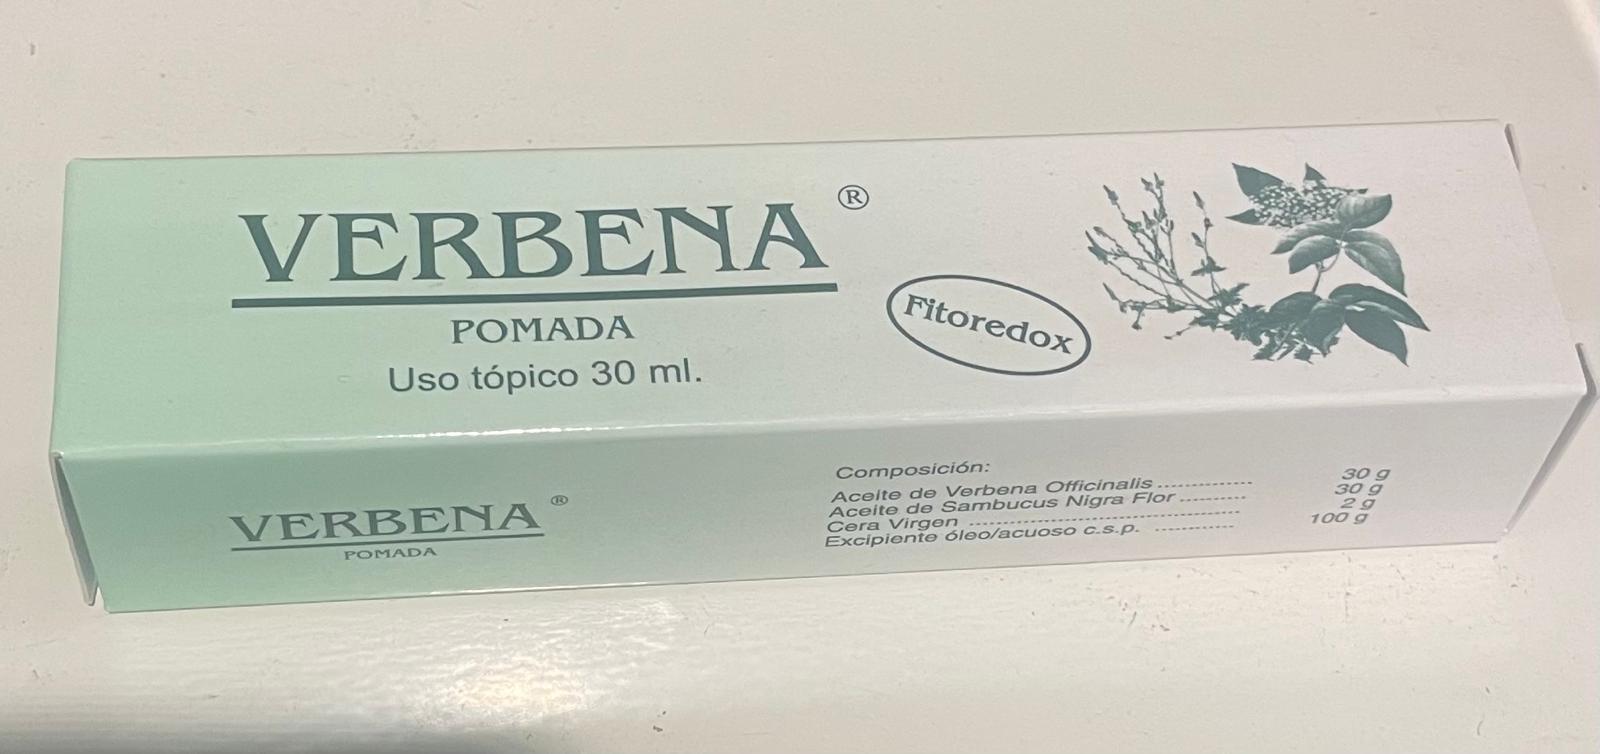 VERBENA ®
POMADA
Uso tópico 30 ml.
Fitoredox
VERBENA ®
POMADA
Composición:
Aceite de Verbena Officinalis .............. 30 g
Aceite de Sambucus Nigra Flor .......... 30 g
Cera Virgen ........................................ 2 g
Excipiente óleo/acuoso c.s.p. ............ 100 g